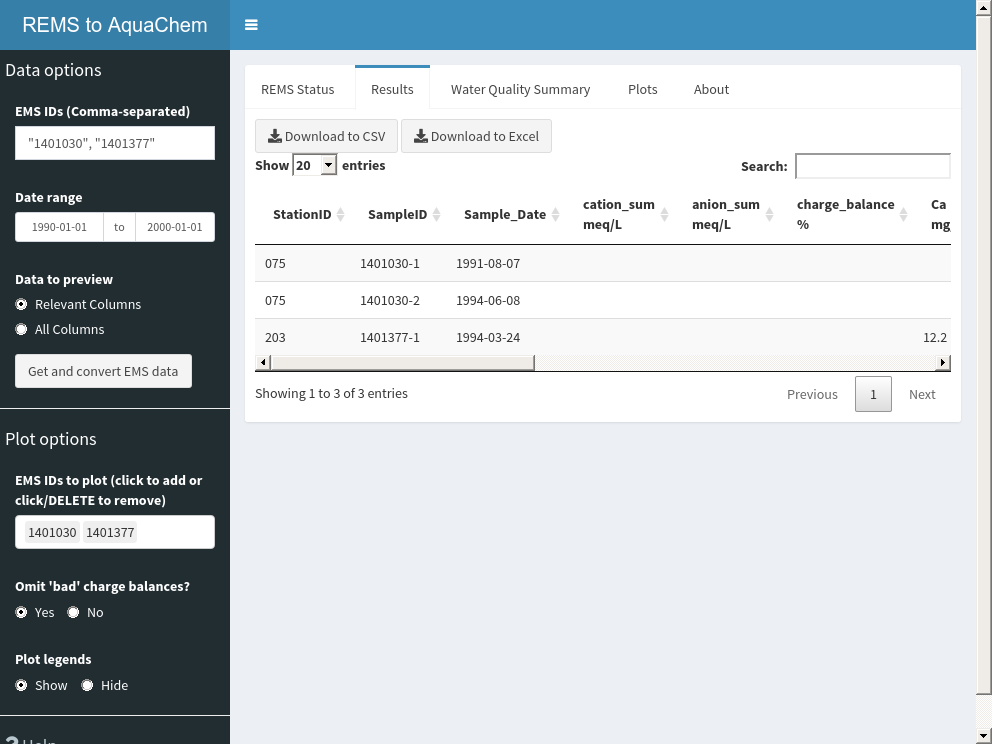 REMS to AquaChem
Data options
EMS IDs (Comma-separated)
"1401030", "1401377"
Date range
1990-01-01 to 2000-01-01
Data to preview
Relevant Columns
All Columns
Get and convert EMS data
Plot options
EMS IDs to plot (click to add or
click/DELETE to remove)
1401030 1401377
Omit 'bad' charge balances?
Yes No
Plot legends
Show Hide
? Help
REMS Status Results Water Quality Summary Plots About
Download to CSV Download to Excel
Show 20 entries Search:
StationID SampleID Sample_Date cation_sum meq/L anion_sum meq/L charge_balance % Ca mg
075 1401030-1 1991-08-07
075 1401030-2 1994-06-08
203 1401377-1 1994-03-24 12.2
Showing 1 to 3 of 3 entries Previous 1 Next